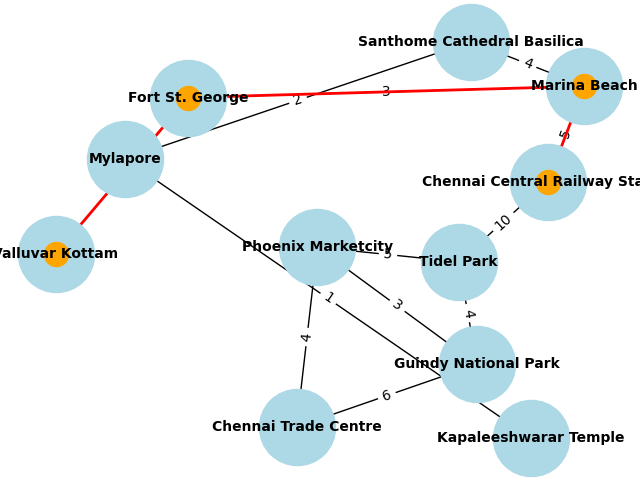 Santhome Cathedral Basilica
4
Marina Beach
Fort St. George
3
2
5
Mylapore
Chennai Central Railway Sta
10
Valluvar Kottam
Phoenix Marketcity
5
Tidel Park
1
3
4
4
Guindy National Park
6
Chennai Trade Centre
Kapaleeshwarar Temple